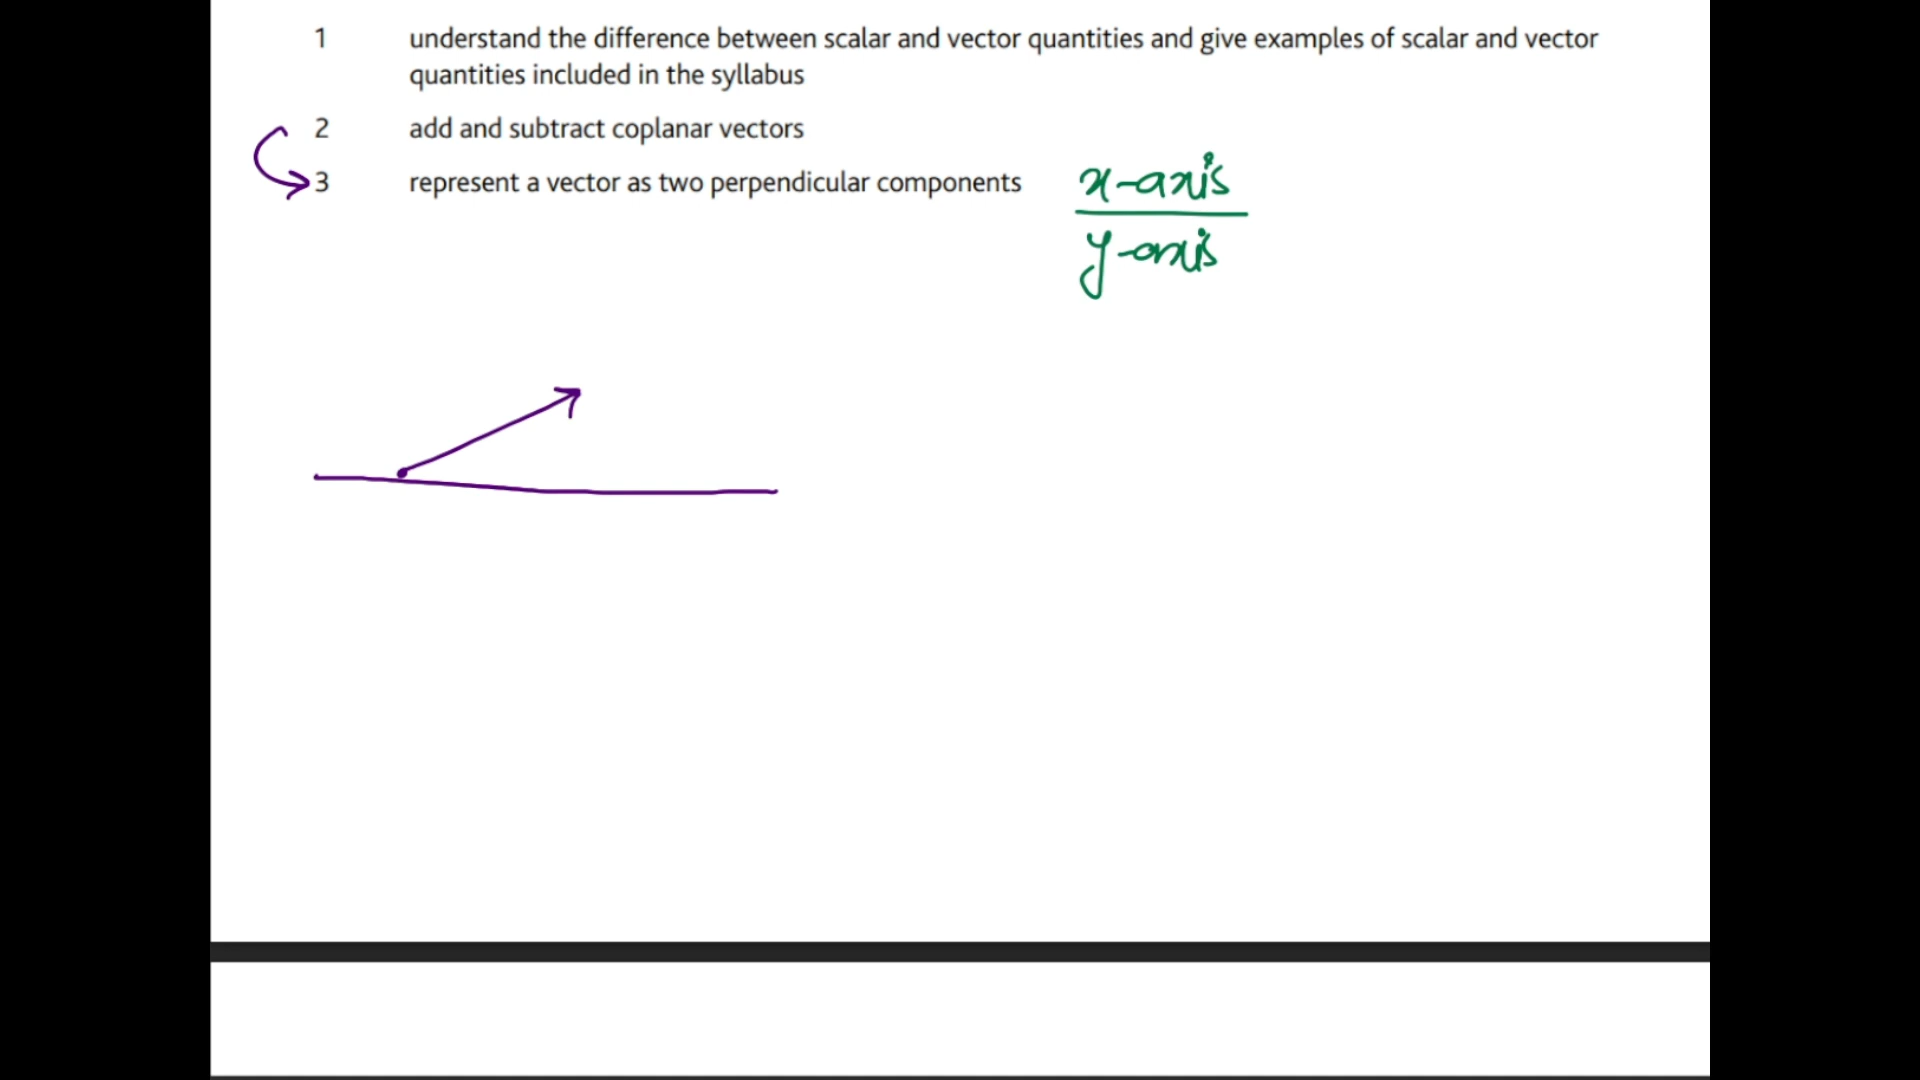 1 understand the difference between scalar and vector quantities and give examples of scalar and vector
quantities included in the syllabus
2 add and subtract coplanar vectors
3 represent a vector as two perpendicular components
x-axis
y-axis